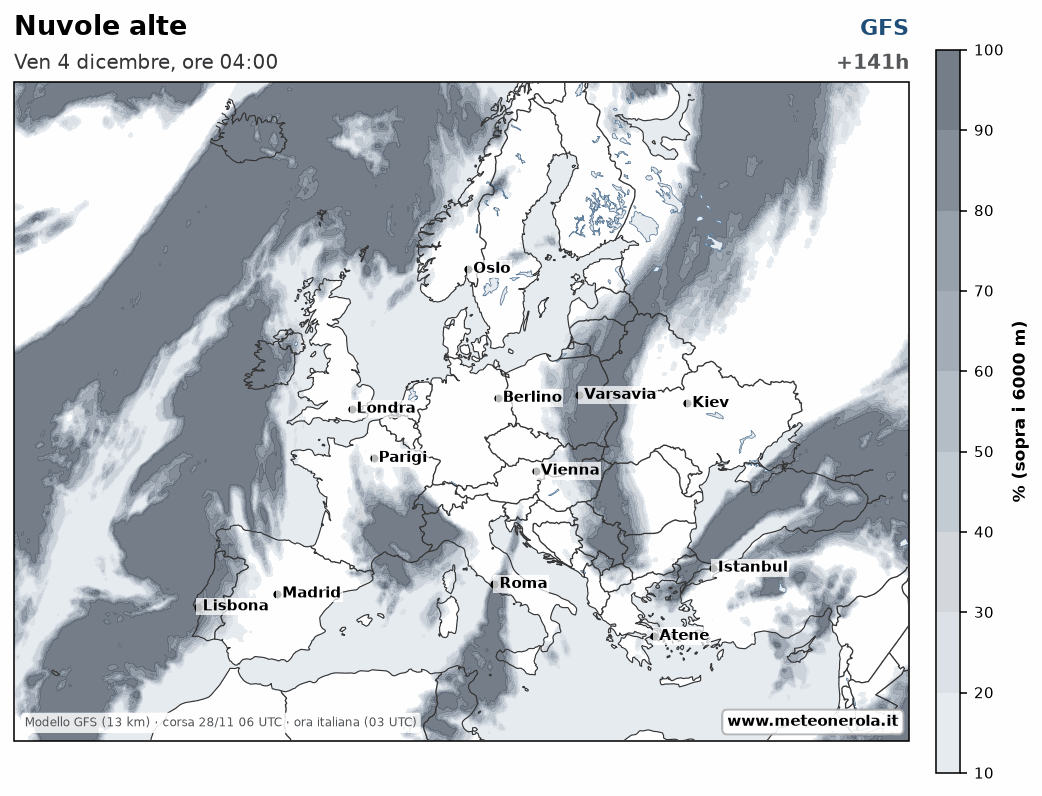 Nuvole alte
GFS
Ven 4 dicembre, ore 04:00
+141h
Oslo
Berlino
Varsavia
Kiev
Londra
Parigi
Vienna
Istanbul
Roma
Madrid
Lisbona
Atene
Modello GFS (13 km) · corsa 28/11 06 UTC · ora italiana (03 UTC)
www.meteonerola.it
100
90
80
70
60
50
40
30
20
10
% (sopra i 6000 m)